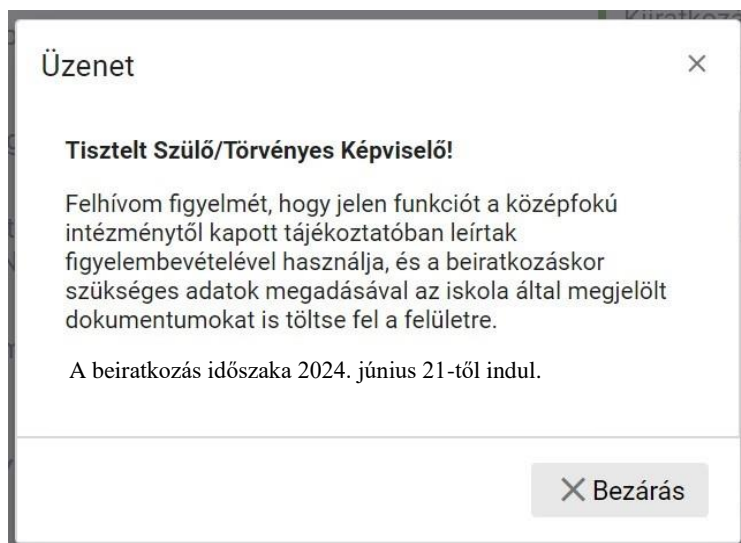 Üzenet
Tisztelt Szülő/Törvényes Képviselő!
Felhívom figyelmét, hogy jelen funkciót a középfokú
intézménytől kapott tájékoztatóban leírtak
figyelembevételével használja, és a beiratkozáskor
szükséges adatok megadásával az iskola által megjelölt
dokumentumokat is töltse fel a felületre.
A beiratkozás időszaka 2024. június 21-től indul.
Bezárás